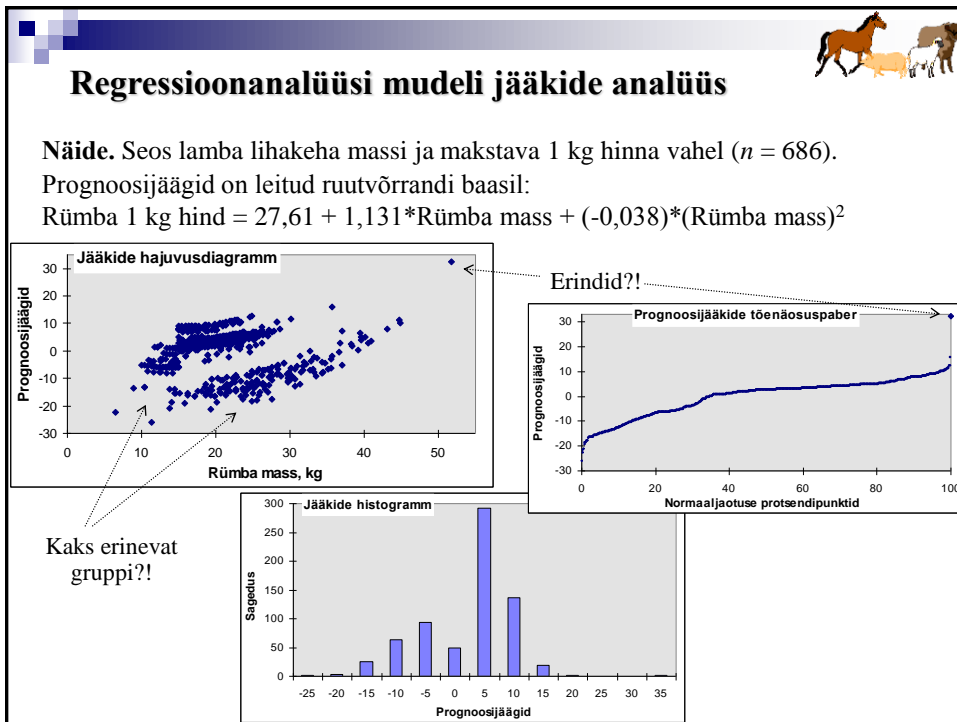 Regressioonanalüüsi mudeli jääkide analüüs
Näide. Seos lamba lihakeha massi ja makstava 1 kg hinna vahel (n = 686).
Prognoosijäägid on leitud ruutvõrrandi baasil:
Rümba 1 kg hind = 27,61 + 1,131*Rümba mass + (-0,038)*(Rümba mass)²
Jääkide hajuvusdiagramm
Prognoosijäägid
30
20
10
0
-10
-20
-30
0 10 20 30 40 50
Rümba mass, kg
Erindid?!
Prognoosijääkide tõenäosuspaber
Prognoosijäägid
33
20
10
0
-10
-20
-30
0 20 40 60 80 100
Normaaljaotuse protsendipunktid
Kaks erinevat
gruppi?!
Jääkide histogramm
Sagedus
300
250
200
150
100
50
0
-25 -20 -15 -10 -5 0 5 10 15 20 25 30 35
Prognoosijäägid